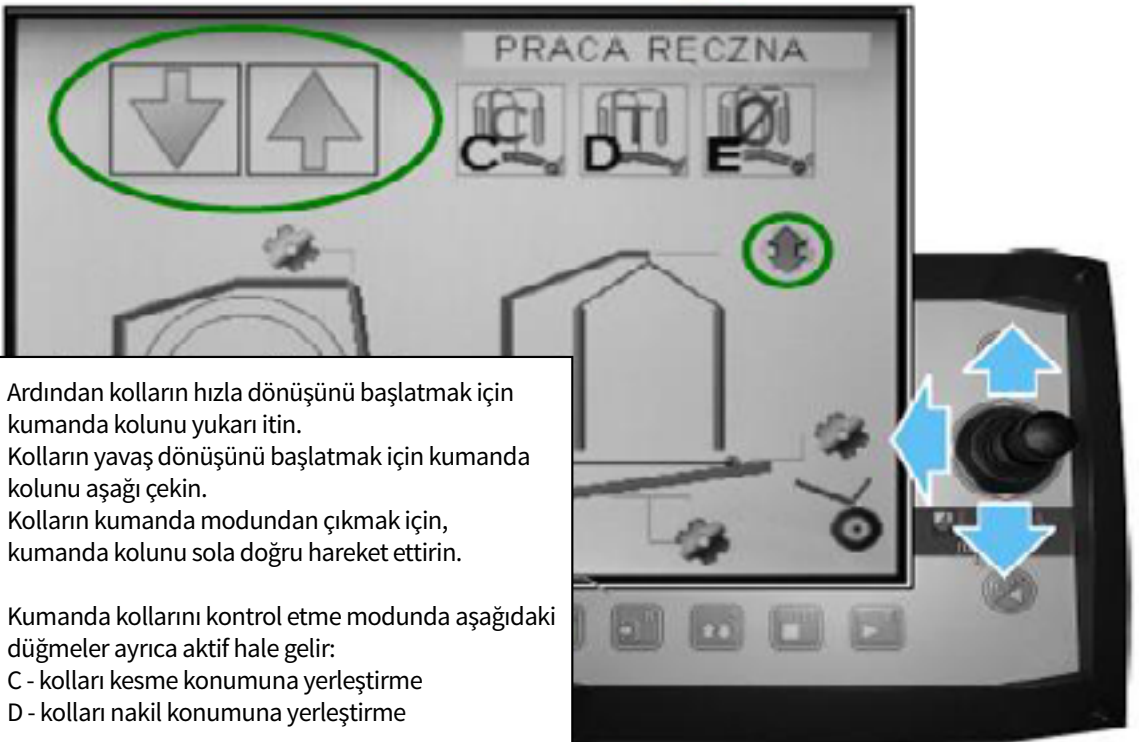 PRACA RĘCZNA
C D E
Ardından kolların hızla dönüşünü başlatmak için
kumanda kolunu yukarı itin.
Kolların yavaş dönüşünü başlatmak için kumanda
kolunu aşağı çekin.
Kolların kumanda modundan çıkmak için,
kumanda kolunu sola doğru hareket ettirin.
Kumanda kollarını kontrol etme modunda aşağıdaki
düğmeler ayrıca aktif hale gelir:
C - kolları kesme konumuna yerleştirme
D - kolları nakil konumuna yerleştirme